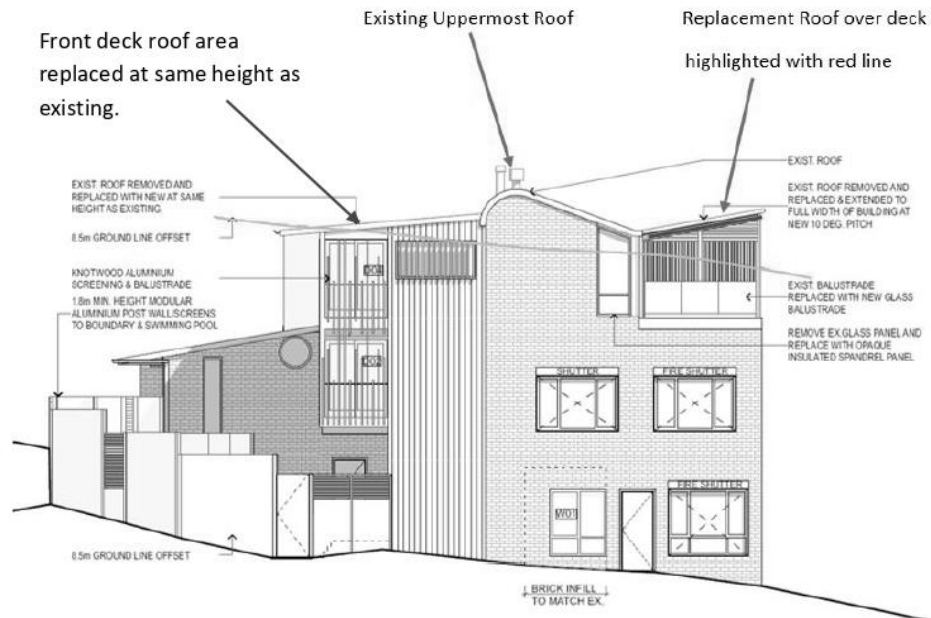 Existing Uppermost Roof
Replacement Roof over deck
highlighted with red line
Front deck roof area
replaced at same height as
existing.
EXIST. ROOF REMOVED AND
REPLACED WITH NEW AT SAME
HEIGHT AS EXISTING.
8.5m GROUND LINE OFFSET
KNOTWOOD ALUMINIUM
SCREENING & BALUSTRADE
1.8m MIN. HEIGHT MODULAR
ALUMINIUM POST WALL SCREENS
TO BOUNDARY & SWIMMING POOL
EXIST. ROOF
EXIST. ROOF REMOVED AND
REPLACED & EXTENDED TO
FULL WIDTH OF BUILDING AT
NEW 10 DEG. PITCH
EXIST. BALUSTRADE
REPLACED WITH NEW GLASS
BALUSTRADE
REMOVE EX.GLASS PANEL AND
REPLACE WITH OPAQUE
INSULATED SPANDREL PANEL
D04
D02
SHUTTER
FIRE SHUTTER
FIRE SHUTTER
W01
8.5m GROUND LINE OFFSET
BRICK INFILL
TO MATCH EX.